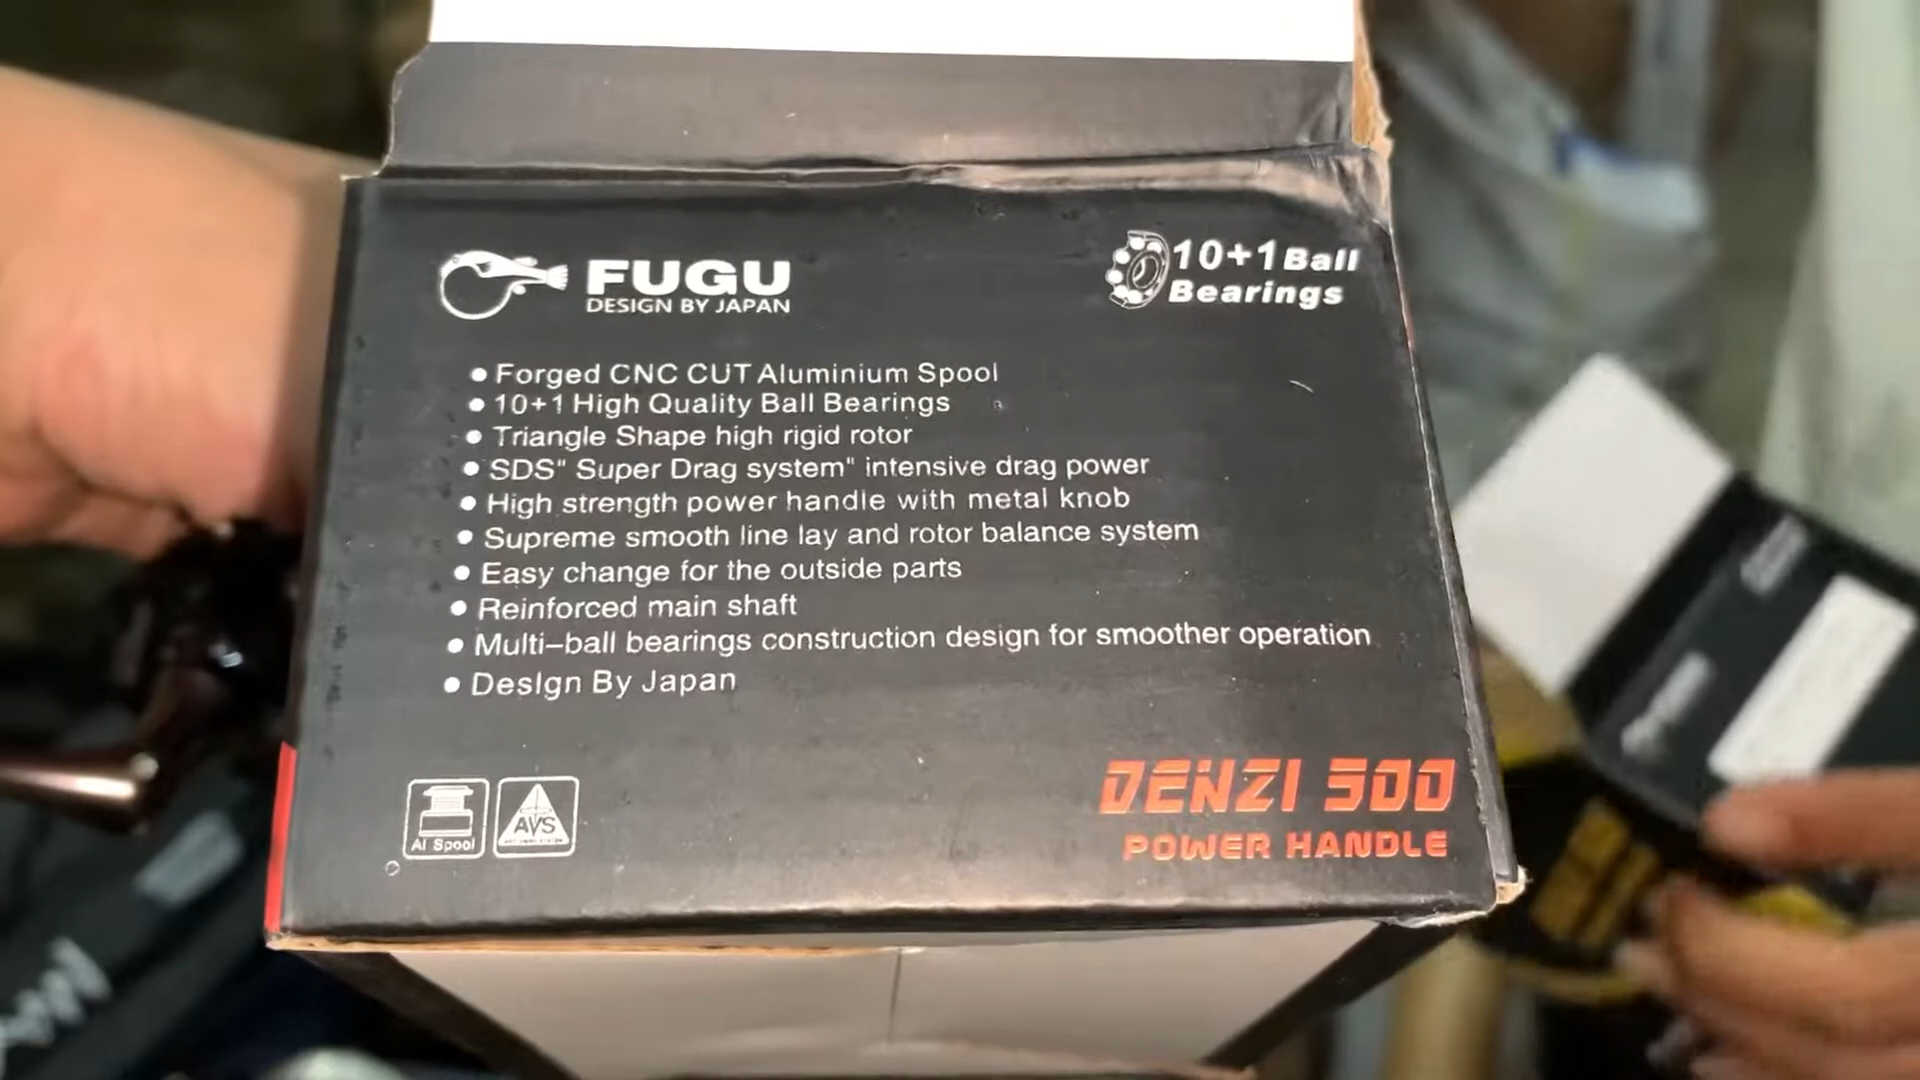 FUGU
DESIGN BY JAPAN
10+1 Ball
Bearings
● Forged CNC CUT Aluminium Spool
● 10+1 High Quality Ball Bearings
● Triangle Shape high rigid rotor
● SDS" Super Drag system" intensive drag power
● High strength power handle with metal knob
● Supreme smooth line lay and rotor balance system
● Easy change for the outside parts
● Reinforced main shaft
● Multi–ball bearings construction design for smoother operation
● Design By Japan
Al Spool
AVS
DENZI 500
POWER HANDLE